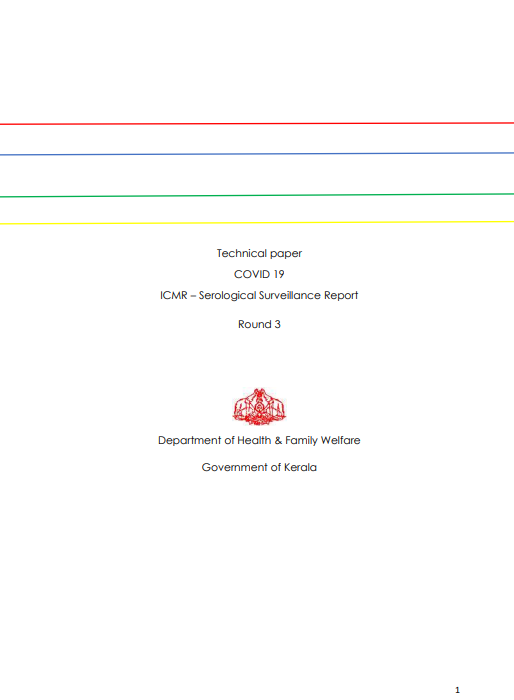 Technical paper
COVID 19
ICMR – Serological Surveillance Report
Round 3
Department of Health & Family Welfare
Government of Kerala
1